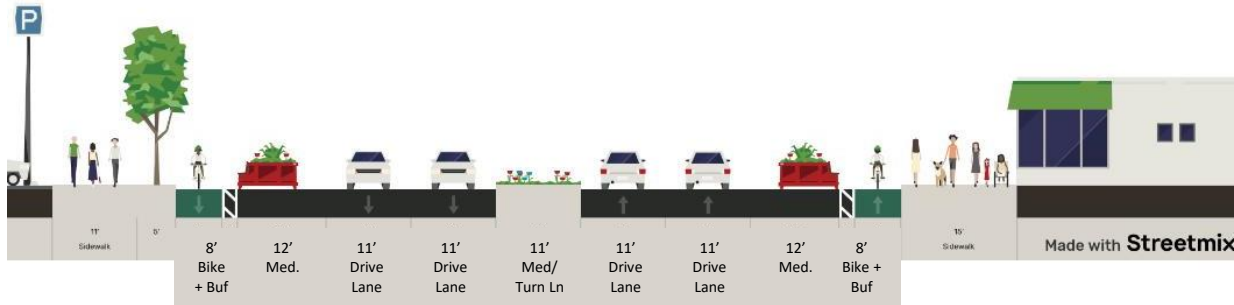 P
11'
Sidewalk
5'
8'
Bike
+ Buf
12'
Med.
11'
Drive
Lane
11'
Drive
Lane
11'
Med/
Turn Ln
11'
Drive
Lane
11'
Drive
Lane
12'
Med.
8'
Bike +
Buf
15'
Sidewalk
Made with Streetmix